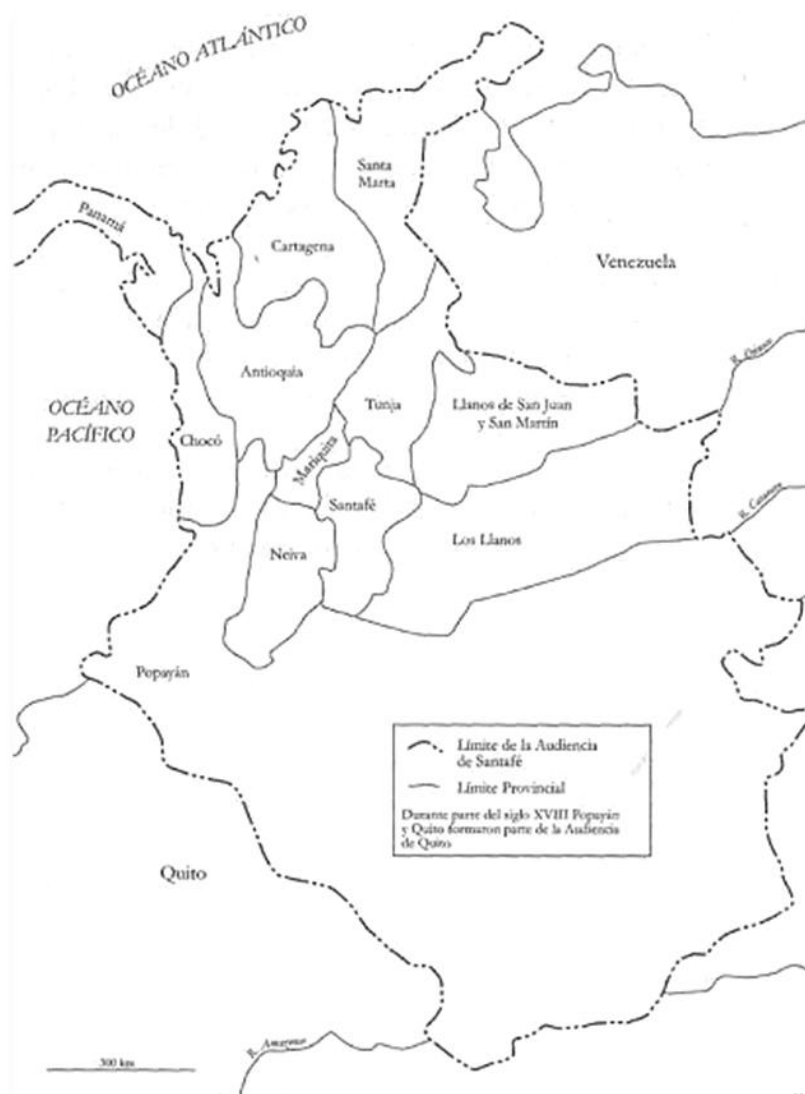 OCÉANO ATLÁNTICO
Santa
Marta
Panamá
Cartagena
Venezuela
R. Orinoco
Antioquia
OCÉANO
PACÍFICO
Chocó
Tunja
Llanos de San Juan
y San Martín
Mariquita
Santafé
R. Casanare
Neiva
Los Llanos
Popayán
Límite de la Audiencia
de Santafé
Límite Provincial
Durante parte del siglo XVIII Popayán
y Quito formaron parte de la Audiencia
de Quito
Quito
R. Amazonas
300 km